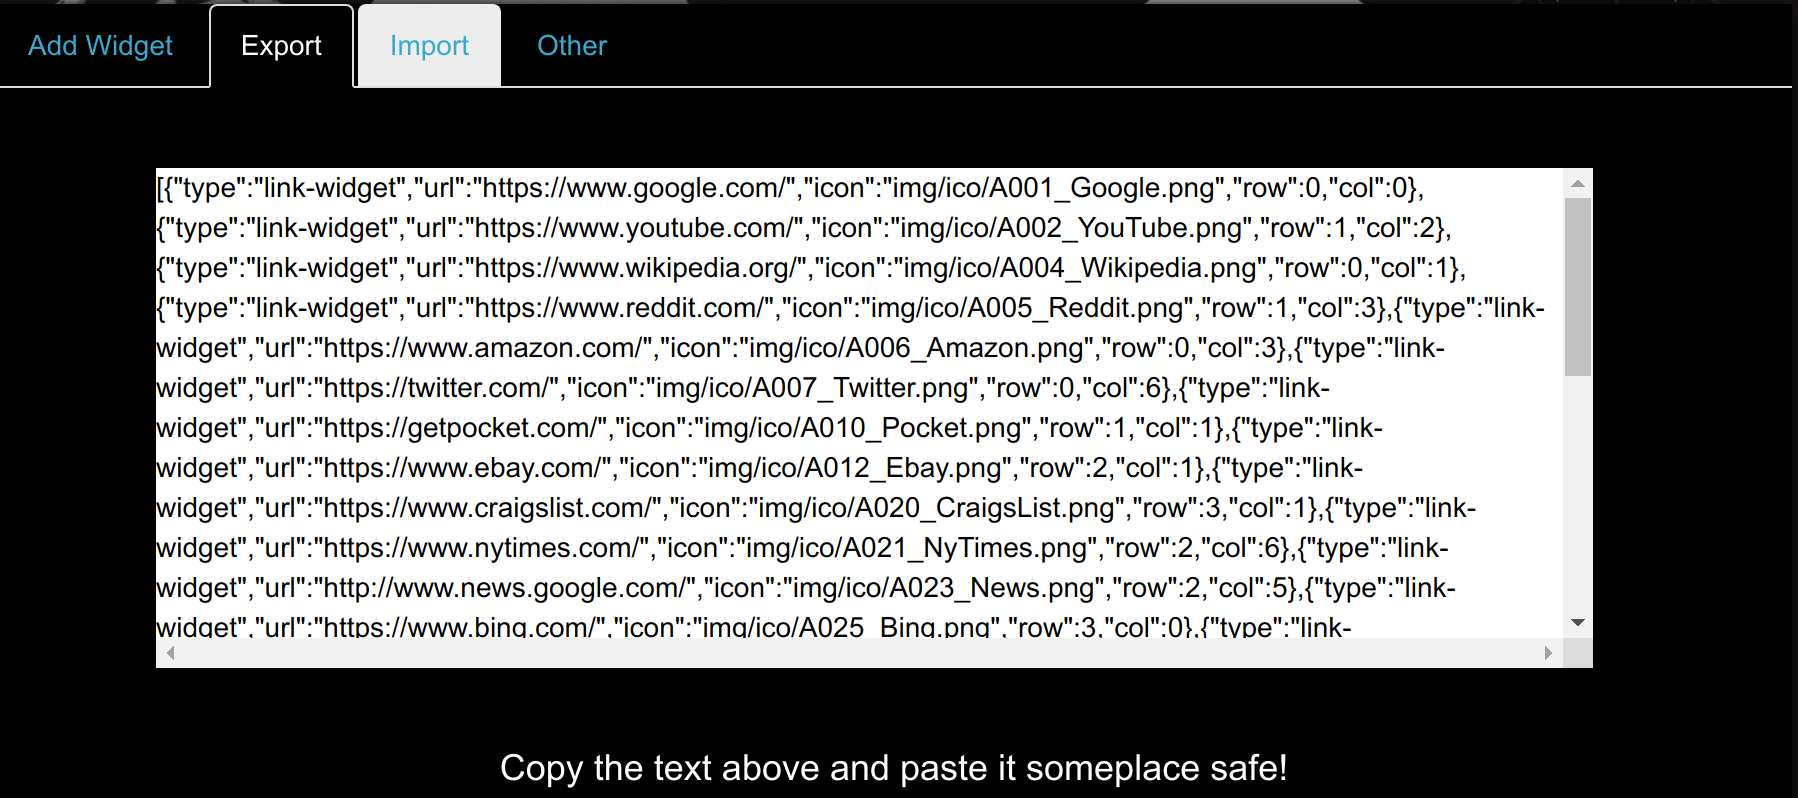 Add Widget Export Import Other
[{"type":"link-widget","url":"https://www.google.com/","icon":"img/ico/A001_Google.png","row":0,"col":0},
{"type":"link-widget","url":"https://www.youtube.com/","icon":"img/ico/A002_YouTube.png","row":1,"col":2},
{"type":"link-widget","url":"https://www.wikipedia.org/","icon":"img/ico/A004_Wikipedia.png","row":0,"col":1},
{"type":"link-widget","url":"https://www.reddit.com/","icon":"img/ico/A005_Reddit.png","row":1,"col":3},{"type":"link-
widget","url":"https://www.amazon.com/","icon":"img/ico/A006_Amazon.png","row":0,"col":3},{"type":"link-
widget","url":"https://twitter.com/","icon":"img/ico/A007_Twitter.png","row":0,"col":6},{"type":"link-
widget","url":"https://getpocket.com/","icon":"img/ico/A010_Pocket.png","row":1,"col":1},{"type":"link-
widget","url":"https://www.ebay.com/","icon":"img/ico/A012_Ebay.png","row":2,"col":1},{"type":"link-
widget","url":"https://www.craigslist.com/","icon":"img/ico/A020_CraigsList.png","row":3,"col":1},{"type":"link-
widget","url":"https://www.nytimes.com/","icon":"img/ico/A021_NyTimes.png","row":2,"col":6},{"type":"link-
widget","url":"http://www.news.google.com/","icon":"img/ico/A023_News.png","row":2,"col":5},{"type":"link-
widget","url":"https://www.bing.com/","icon":"img/ico/A025_Bing.png","row":3,"col":0},{"type":"link-
Copy the text above and paste it someplace safe!